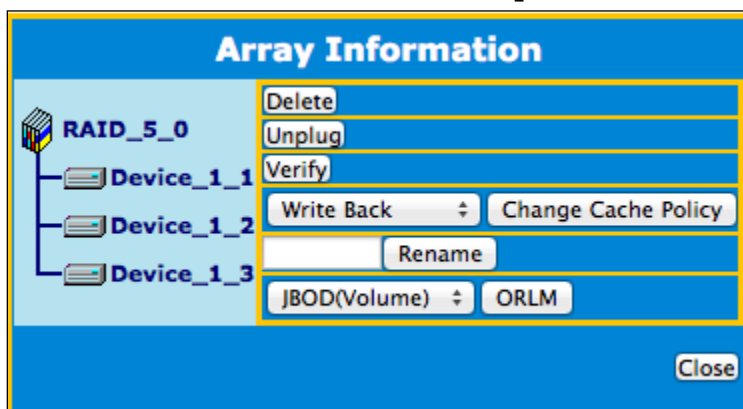 Array Information
RAID_5_0
Device_1_1
Device_1_2
Device_1_3
Delete
Unplug
Verify
Write Back
Change Cache Policy
Rename
JBOD(Volume)
ORLM
Close